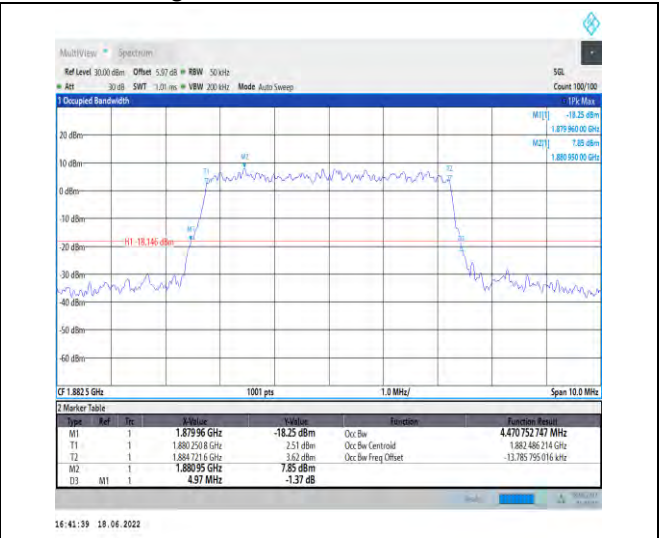 MultiView Spectrum
Ref Level 30.00 dBm Offset 5.97 dB RBW 50 kHz SGL
Att 30 dB SWT 1.01 ms VBW 200 kHz Mode Auto Sweep Count 100/100
1 Occupied Bandwidth 1Pk Max
M1[1] -18.25 dBm
1.879 960 00 GHz
M2[1] 7.85 dBm
1.880 950 00 GHz
20 dBm
M2
10 dBm
T1 T2
0 dBm
-10 dBm
M1
H1 -18.146 dBm
D3
-20 dBm
-30 dBm
-40 dBm
-50 dBm
-60 dBm
CF 1.882 5 GHz 1001 pts 1.0 MHz/ Span 10.0 MHz
2 Marker Table
Type Ref Trc X-Value Y-Value Function Function Result
M1 1 1.879 96 GHz -18.25 dBm Occ Bw 4.470 752 747 MHz
T1 1 1.880 250 8 GHz 2.51 dBm Occ Bw Centroid 1.882 486 214 GHz
T2 1 1.884 721 6 GHz 3.62 dBm Occ Bw Freq Offset -13.785 795 016 kHz
M2 1 1.880 95 GHz 7.85 dBm
D3 M1 1 4.97 MHz -1.37 dB
16:41:39 18.06.2022